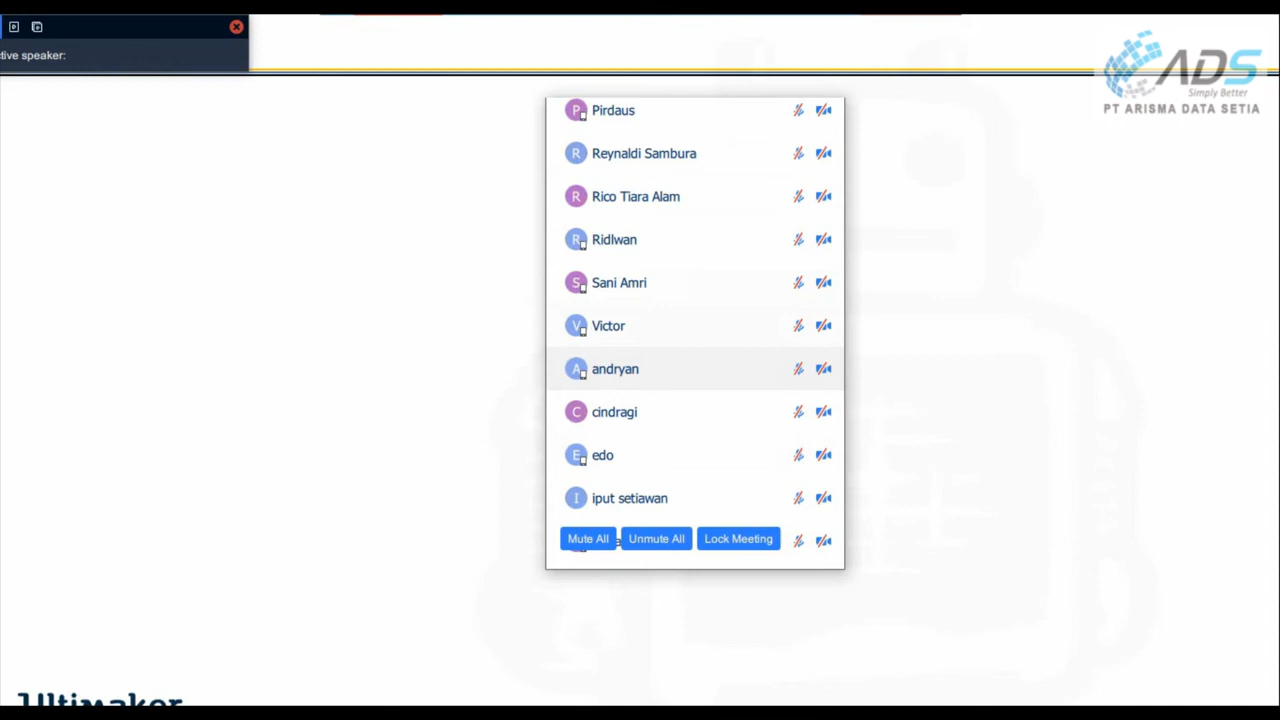 tive speaker:
ADS
Simply Better
PT ARISMA DATA SETIA
P Pirdaus
R Reynaldi Sambura
R Rico Tiara Alam
R Ridlwan
S Sani Amri
V Victor
A andryan
C cindragi
E edo
I iput setiawan
Mute All Unmute All Lock Meeting
Ultimaker